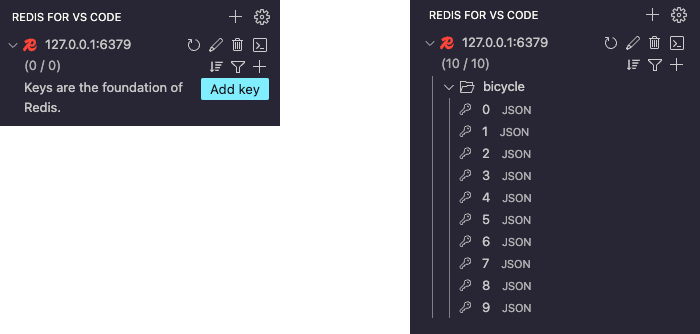 REDIS FOR VS CODE
127.0.0.1:6379
(0 / 0)
Keys are the foundation of
Redis.
Add key
REDIS FOR VS CODE
127.0.0.1:6379
(10 / 10)
bicycle
0 JSON
1 JSON
2 JSON
3 JSON
4 JSON
5 JSON
6 JSON
7 JSON
8 JSON
9 JSON